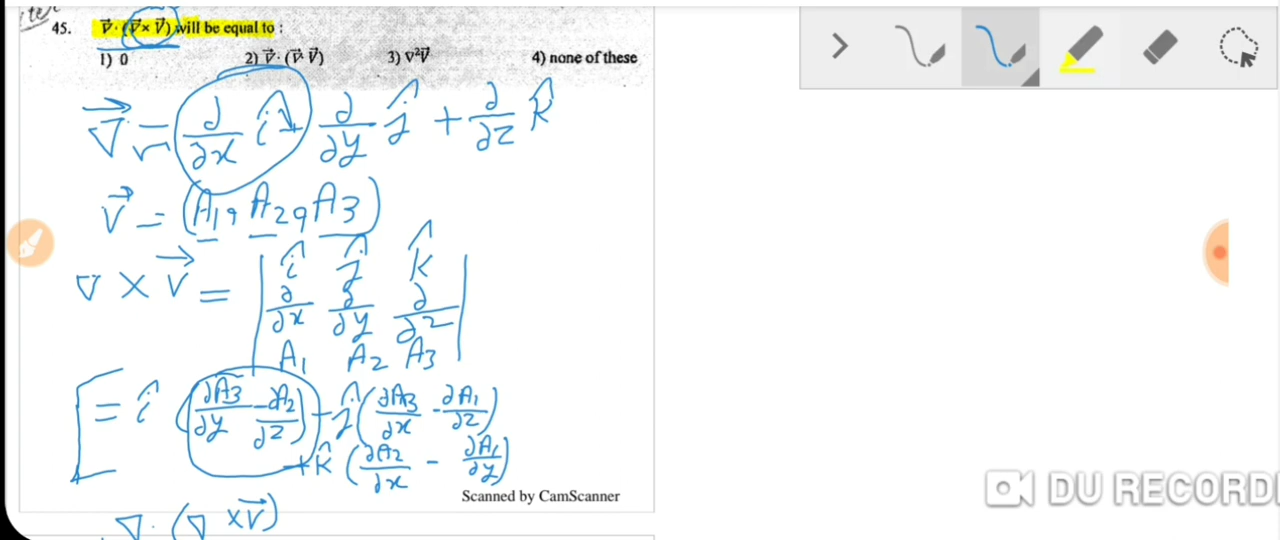 45. ∇⃗ · (∇⃗ × V⃗) will be equal to :
1) 0 2) ∇⃗ · (∇⃗ V⃗) 3) ∇²V⃗ 4) none of these
∇⃗ = ∂/∂x î + ∂/∂y ĵ + ∂/∂z k̂
V⃗ = (A1, A2, A3)
∇ × V⃗ = | î ĵ k̂
∂/∂x ∂/∂y ∂/∂z
A1 A2 A3 |
= î (∂A3/∂y - ∂A2/∂z) - ĵ (∂A3/∂x - ∂A1/∂z)
+ k̂ (∂A2/∂x - ∂A1/∂y)
Scanned by CamScanner
∇ · (∇ × V⃗)
DU RECORD